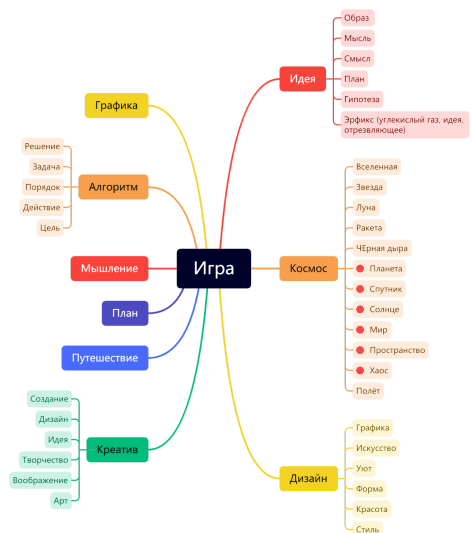 Игра
Идея
Образ
Мысль
Смысл
План
Гипотеза
Эрфикс (углекислый газ, идея,
отрезвляющее)
Космос
Вселенная
Звезда
Луна
Ракета
ЧЕрная дыра
Планета
Спутник
Солнце
Мир
Пространство
Хаос
Полёт
Дизайн
Графика
Искусство
Уют
Форма
Красота
Стиль
Графика
Алгоритм
Решение
Задача
Порядок
Действие
Цель
Мышление
План
Путешествие
Креатив
Создание
Дизайн
Идея
Творчество
Воображение
Арт